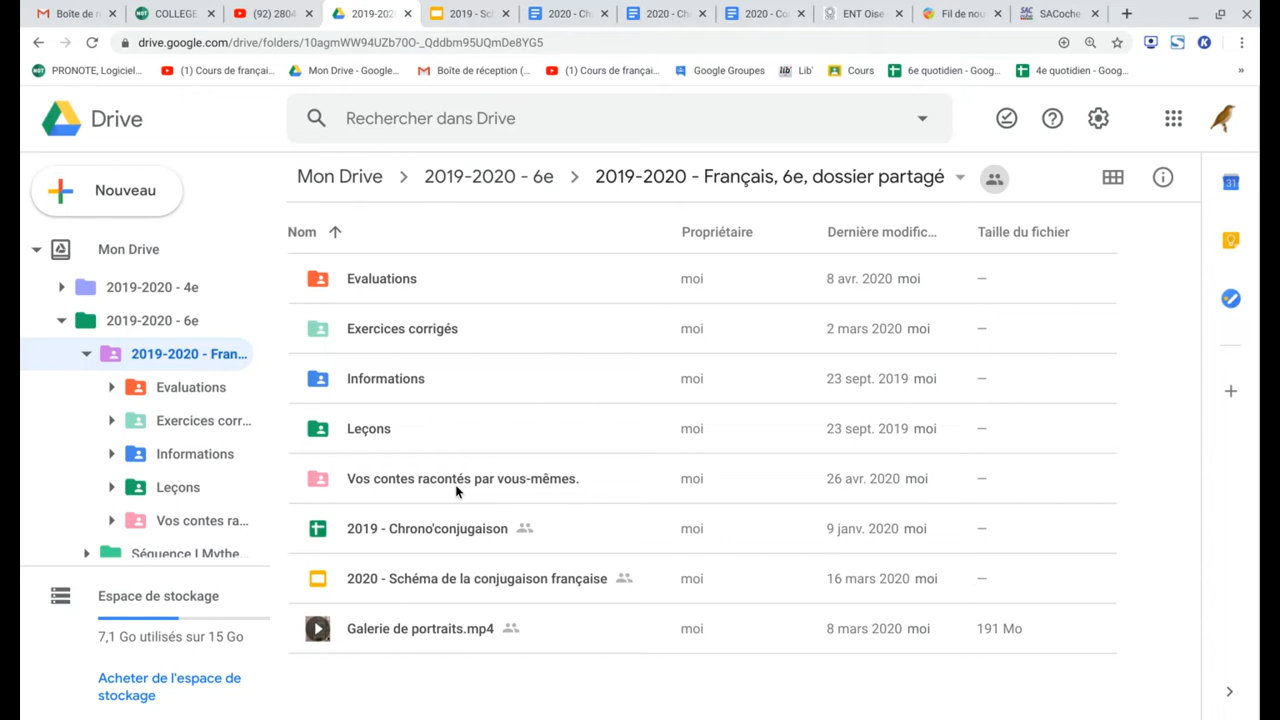 Boîte de n
COLLEGE
(92) 2804
2019-202
2019 - Sc
2020 - Ch
2020 - Ch
2020 - Co
ENT Oise
Fil de nou
SACoche
drive.google.com/drive/folders/10agmWW94UZb70O-_Qddbm95UQmDe8YG5
PRONOTE, Logiciel...
(1) Cours de françai...
Mon Drive - Google...
Boîte de réception (...
(1) Cours de françai...
Google Groupes
Lib'
Cours
6e quotidien - Goog...
4e quotidien - Goog...
»
Drive
Rechercher dans Drive
Nouveau
Mon Drive > 2019-2020 - 6e > 2019-2020 - Français, 6e, dossier partagé
Mon Drive
2019-2020 - 4e
2019-2020 - 6e
2019-2020 - Fran...
Evaluations
Exercices corr...
Informations
Leçons
Vos contes ra...
Séquence I Mythe...
Espace de stockage
7,1 Go utilisés sur 15 Go
Acheter de l'espace de
stockage
Nom Propriétaire Dernière modific... Taille du fichier
Evaluations moi 8 avr. 2020 moi —
Exercices corrigés moi 2 mars 2020 moi —
Informations moi 23 sept. 2019 moi —
Leçons moi 23 sept. 2019 moi —
Vos contes racontés par vous-mêmes. moi 26 avr. 2020 moi —
2019 - Chrono'conjugaison moi 9 janv. 2020 moi —
2020 - Schéma de la conjugaison française moi 16 mars 2020 moi —
Galerie de portraits.mp4 moi 8 mars 2020 moi 191 Mo
31